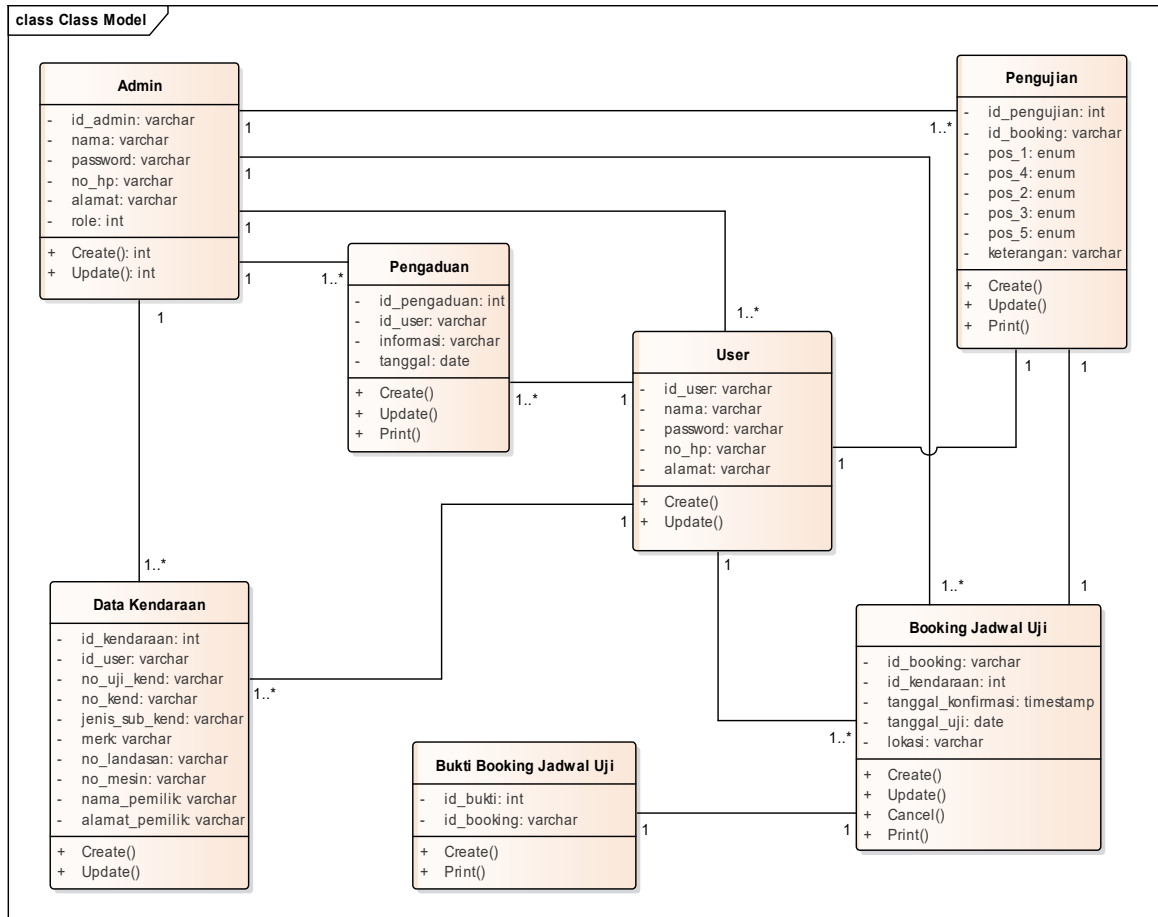 class Class Model
Admin
- id_admin: varchar
- nama: varchar
- password: varchar
- no_hp: varchar
- alamat: varchar
- role: int
+ Create(): int
+ Update(): int
1
1..*
1
1..*
1
1..*
1
1..*
1
1..*
Pengujian
- id_pengujian: int
- id_booking: varchar
- pos_1: enum
- pos_4: enum
- pos_2: enum
- pos_3: enum
- pos_5: enum
- keterangan: varchar
+ Create()
+ Update()
+ Print()
1
1
Pengaduan
- id_pengaduan: int
- id_user: varchar
- informasi: varchar
- tanggal: date
+ Create()
+ Update()
+ Print()
1..*
1
User
- id_user: varchar
- nama: varchar
- password: varchar
- no_hp: varchar
- alamat: varchar
+ Create()
+ Update()
1
1
1
Data Kendaraan
- id_kendaraan: int
- id_user: varchar
- no_uji_kend: varchar
- no_kend: varchar
- jenis_sub_kend: varchar
- merk: varchar
- no_landasan: varchar
- no_mesin: varchar
- nama_pemilik: varchar
- alamat_pemilik: varchar
+ Create()
+ Update()
1..*
Booking Jadwal Uji
- id_booking: varchar
- id_kendaraan: int
- tanggal_konfirmasi: timestamp
- tanggal_uji: date
- lokasi: varchar
+ Create()
+ Update()
+ Cancel()
+ Print()
1
1..*
Bukti Booking Jadwal Uji
- id_bukti: int
- id_booking: varchar
+ Create()
+ Print()
1
1